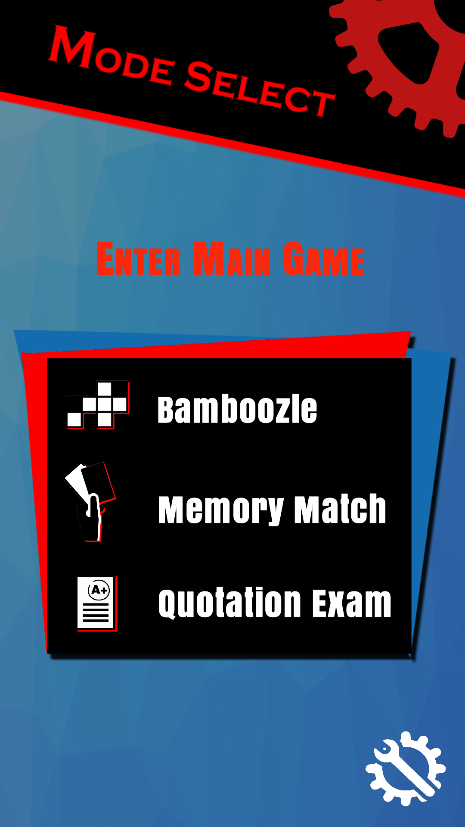 Mode Select
Enter Main Game
Bamboozle
Memory Match
A+
Quotation Exam